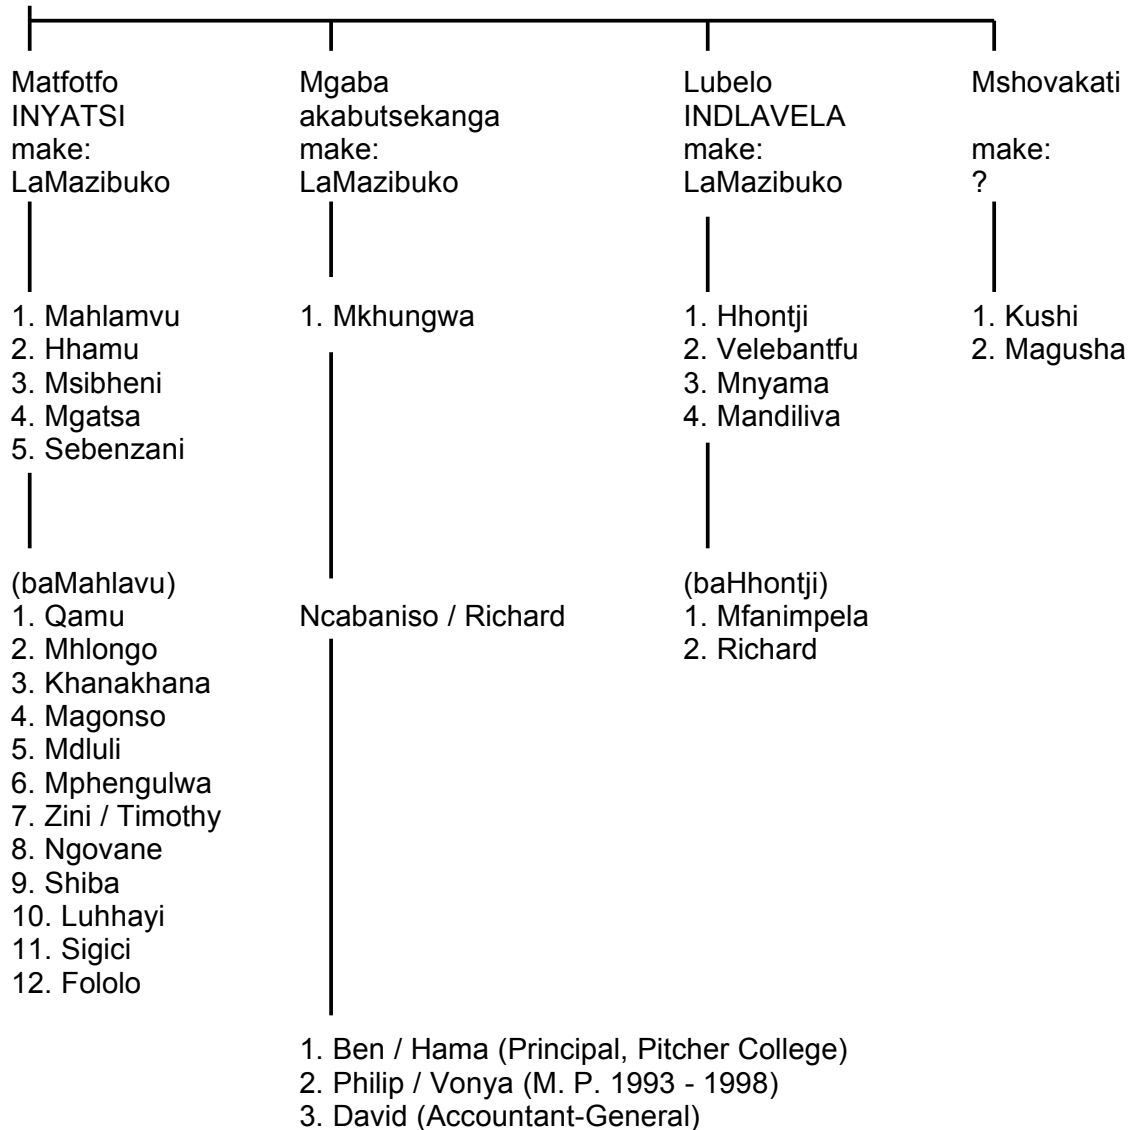 Matfotfo
INYATSI
make:
LaMazibuko
1. Mahlamvu
2. Hhamu
3. Msibheni
4. Mgatsa
5. Sebenzani
(baMahlavu)
1. Qamu
2. Mhlongo
3. Khanakhana
4. Magonso
5. Mdluli
6. Mphengulwa
7. Zini / Timothy
8. Ngovane
9. Shiba
10. Luhhayi
11. Sigici
12. Fololo
Mgaba
akabutsekanga
make:
LaMazibuko
1. Mkhungwa
Ncabaniso / Richard
1. Ben / Hama (Principal, Pitcher College)
2. Philip / Vonya (M. P. 1993 - 1998)
3. David (Accountant-General)
Lubelo
INDLAVELA
make:
LaMazibuko
1. Hhontji
2. Velebantfu
3. Mnyama
4. Mandiliva
(baHhontji)
1. Mfanimpela
2. Richard
Mshovakati
make:
?
1. Kushi
2. Magusha